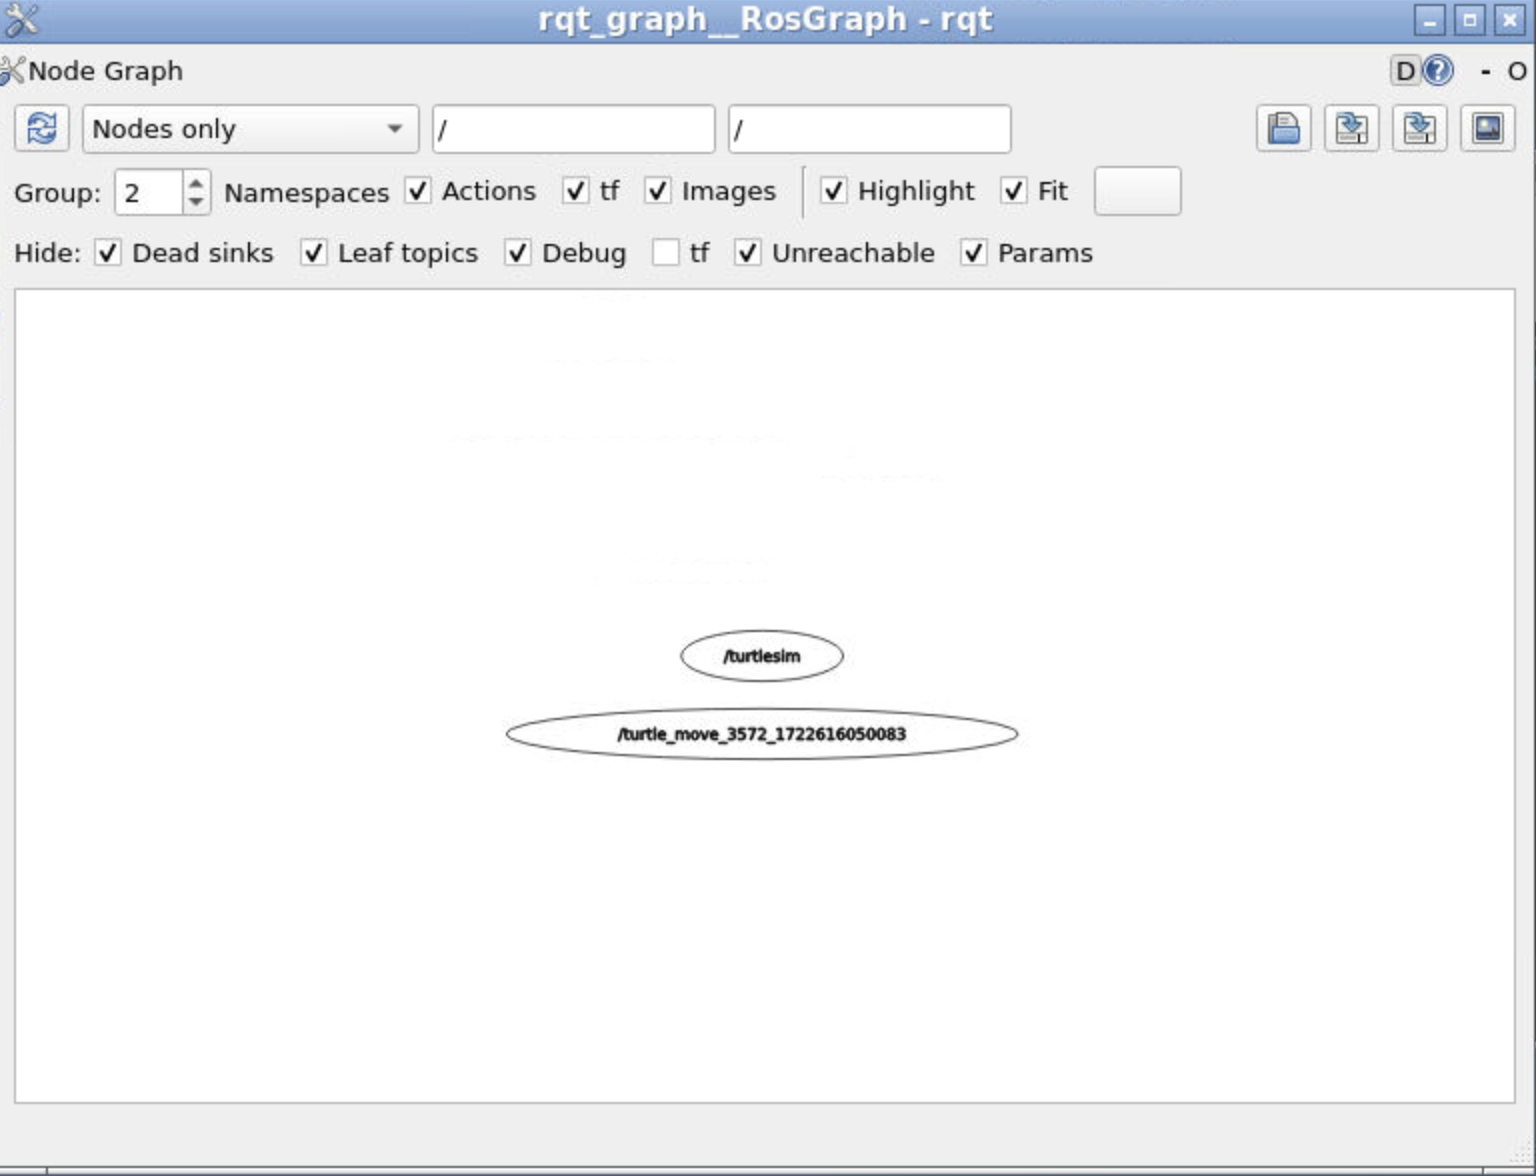 rqt_graph__RosGraph - rqt
Node Graph D ? - O
Nodes only / /
Group: 2 Namespaces Actions tf Images Highlight Fit
Hide: Dead sinks Leaf topics Debug tf Unreachable Params
/turtlesim
/turtle_move_3572_1722616050083